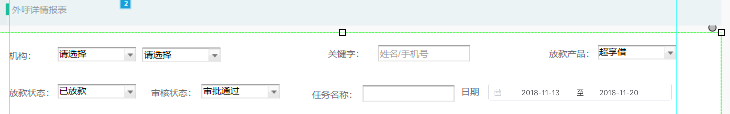 外呼详情报表
2
机构： 请选择 请选择 关键字： 姓名/手机号 放款产品： 超享借
放款状态： 已放款 审核状态： 审批通过 任务名称： 日期 2018-11-13 至 2018-11-20